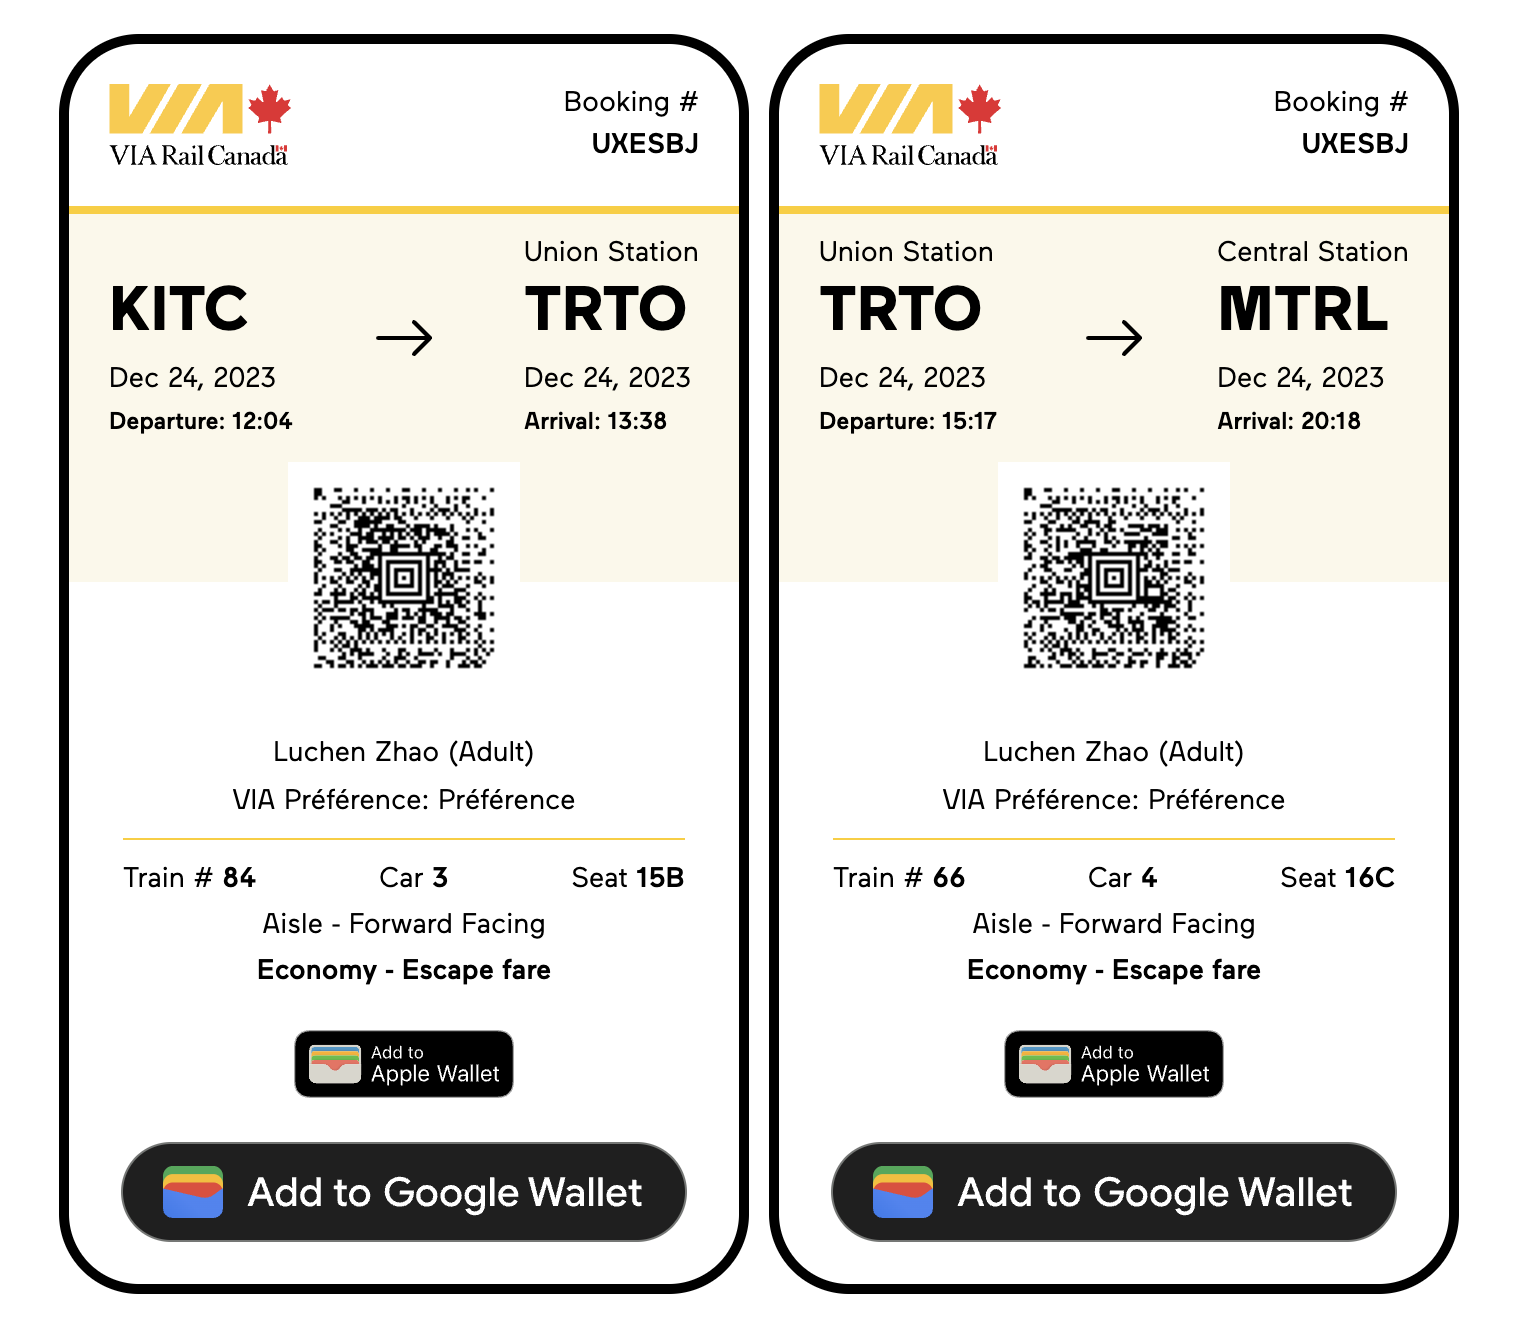 VIA Rail Canada
Booking #
UXESBJ
Union Station
KITC → TRTO
Dec 24, 2023 Dec 24, 2023
Departure: 12:04 Arrival: 13:38
Luchen Zhao (Adult)
VIA Préférence: Préférence
Train # 84 Car 3 Seat 15B
Aisle - Forward Facing
Economy - Escape fare
Add to
Apple Wallet
Add to Google Wallet
VIA Rail Canada
Booking #
UXESBJ
Union Station Central Station
TRTO → MTRL
Dec 24, 2023 Dec 24, 2023
Departure: 15:17 Arrival: 20:18
Luchen Zhao (Adult)
VIA Préférence: Préférence
Train # 66 Car 4 Seat 16C
Aisle - Forward Facing
Economy - Escape fare
Add to
Apple Wallet
Add to Google Wallet